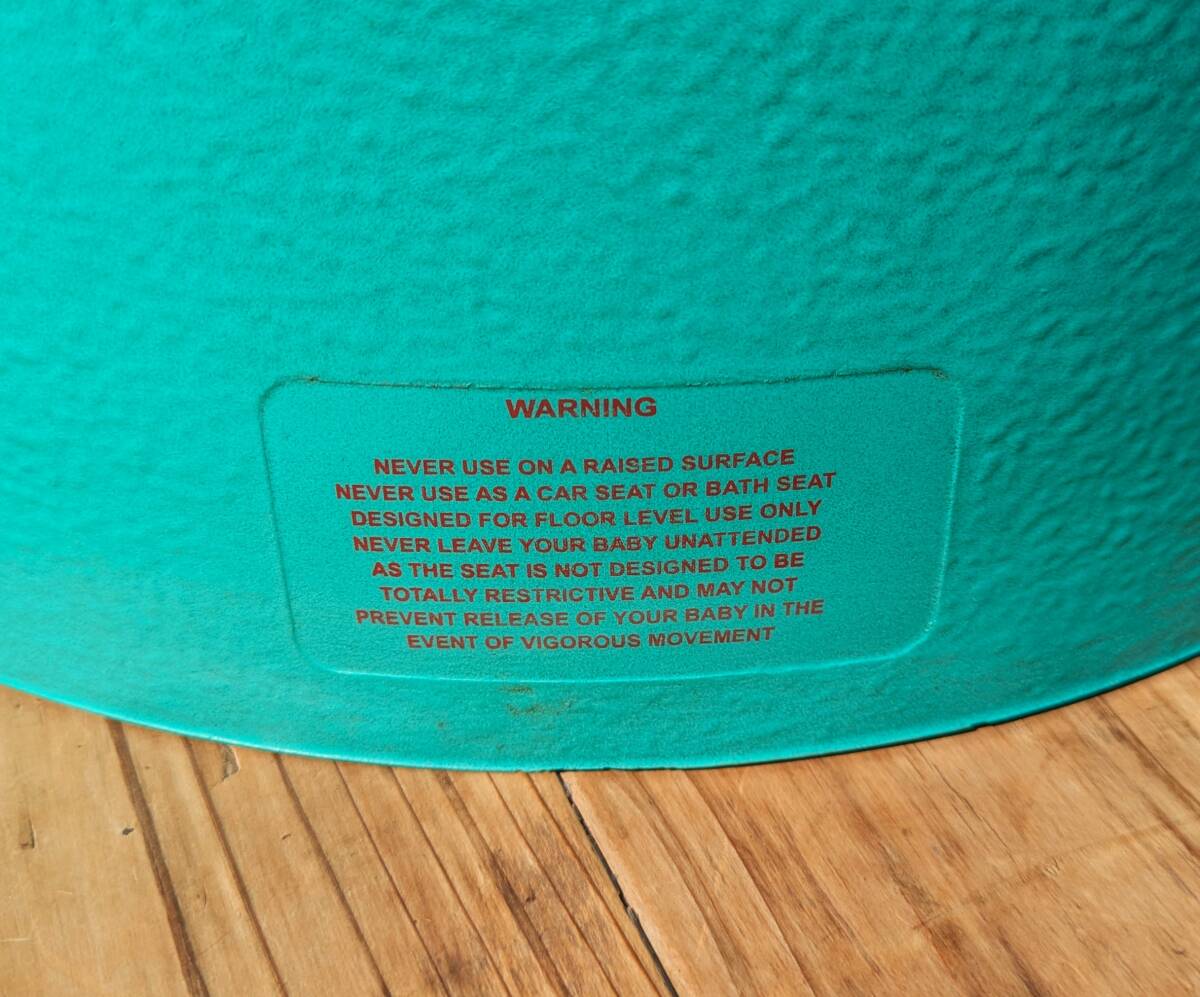 WARNING
NEVER USE ON A RAISED SURFACE
NEVER USE AS A CAR SEAT OR BATH SEAT
DESIGNED FOR FLOOR LEVEL USE ONLY
NEVER LEAVE YOUR BABY UNATTENDED
AS THE SEAT IS NOT DESIGNED TO BE
TOTALLY RESTRICTIVE AND MAY NOT
PREVENT RELEASE OF YOUR BABY IN THE
EVENT OF VIGOROUS MOVEMENT